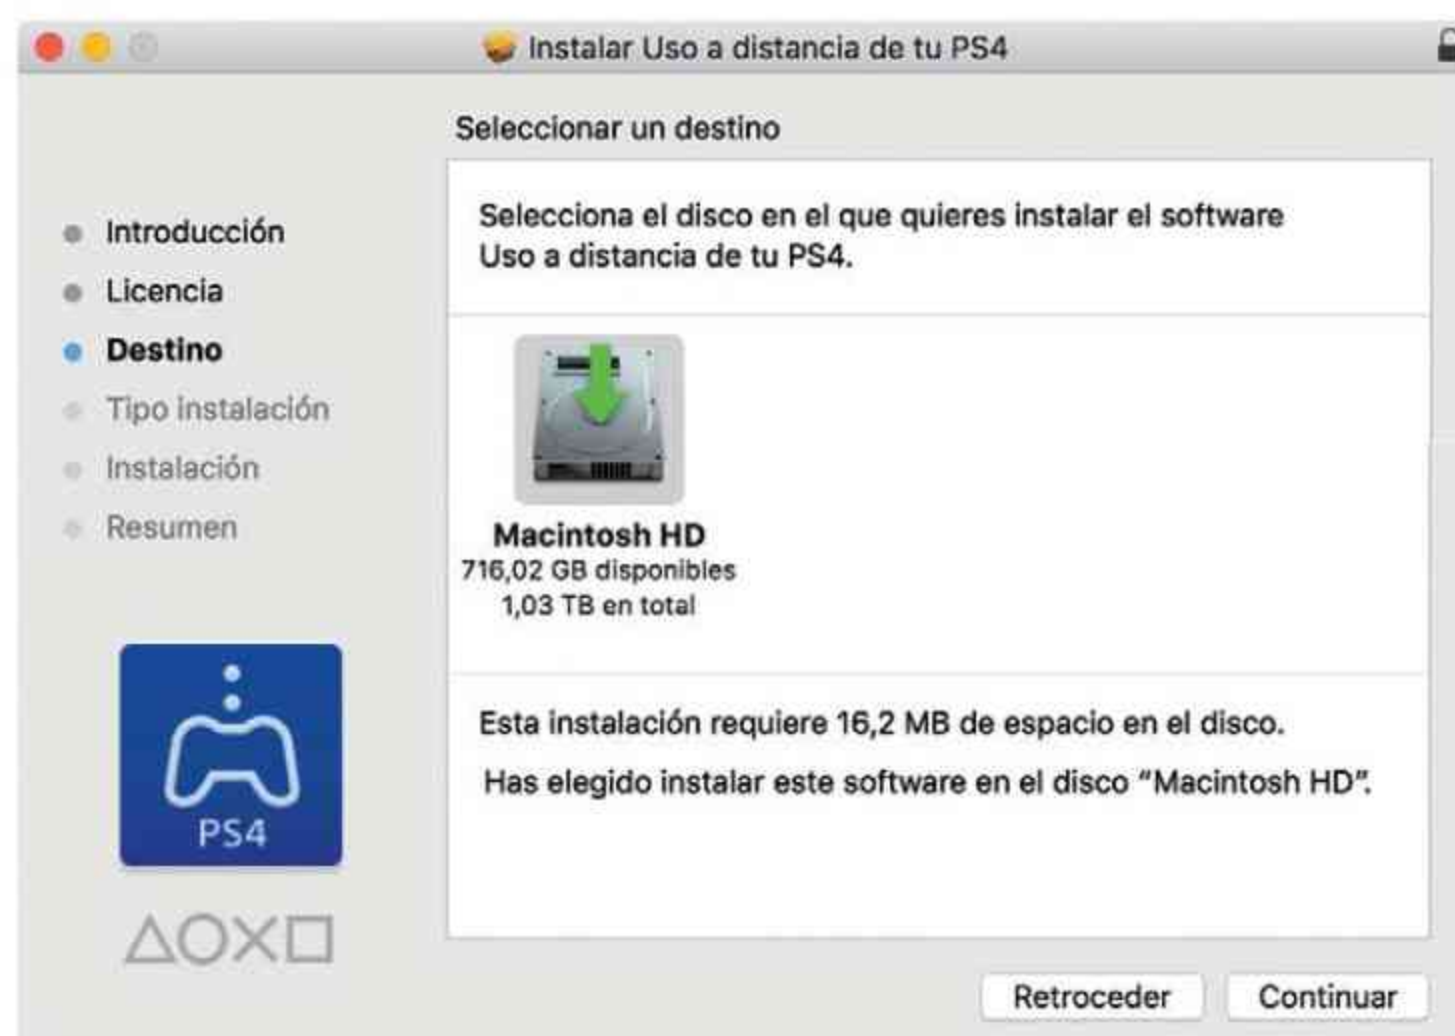 Instalar Uso a distancia de tu PS4
Seleccionar un destino
Introducción
Licencia
Destino
Tipo instalación
Instalación
Resumen
Selecciona el disco en el que quieres instalar el software
Uso a distancia de tu PS4.
Macintosh HD
716,02 GB disponibles
1,03 TB en total
Esta instalación requiere 16,2 MB de espacio en el disco.
Has elegido instalar este software en el disco “Macintosh HD”.
PS4
Retroceder
Continuar